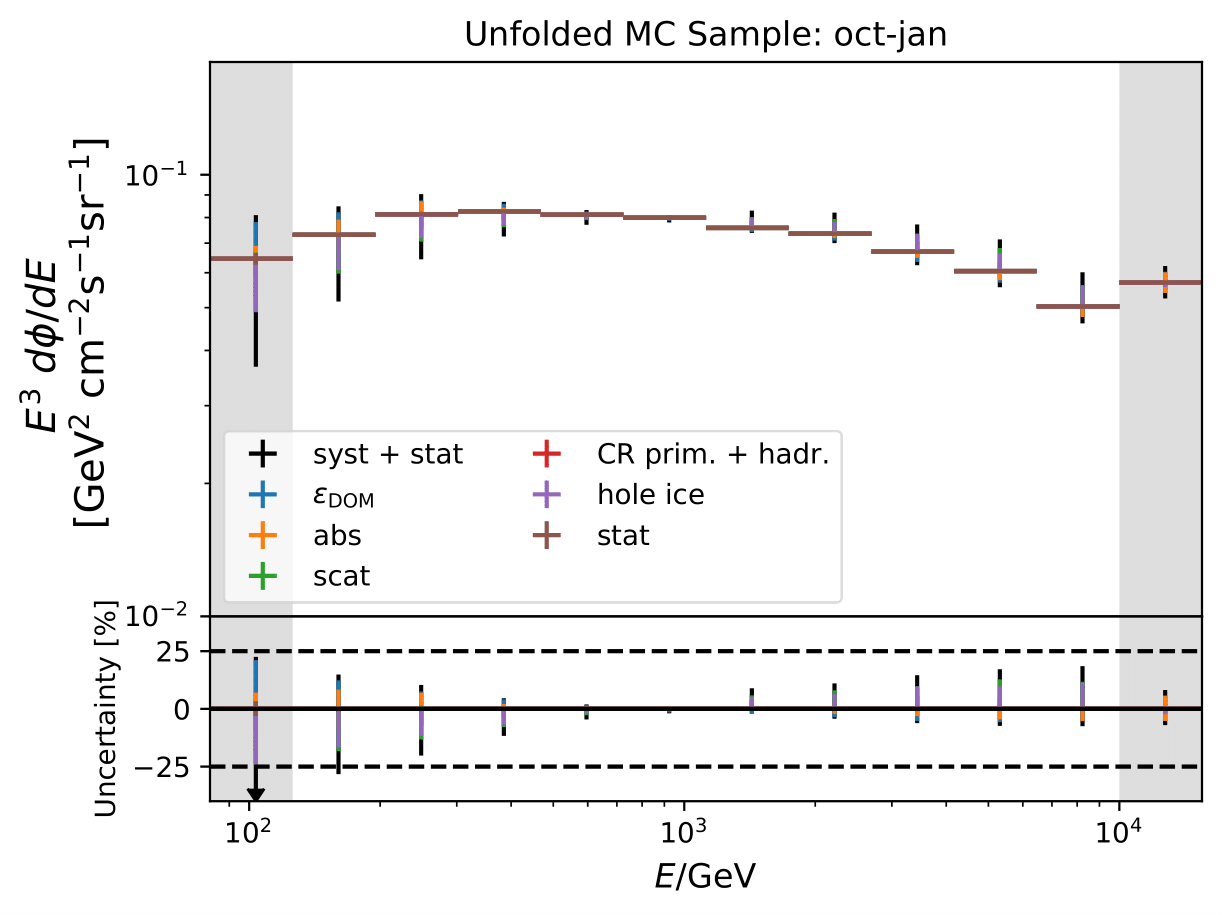 Unfolded MC Sample: oct-jan
E³ dϕ/dE
[GeV² cm⁻²s⁻¹sr⁻¹]
10⁻¹
10⁻²
syst + stat
ε_DOM
abs
scat
CR prim. + hadr.
hole ice
stat
Uncertainty [%]
25
0
−25
10² 10³ 10⁴
E/GeV